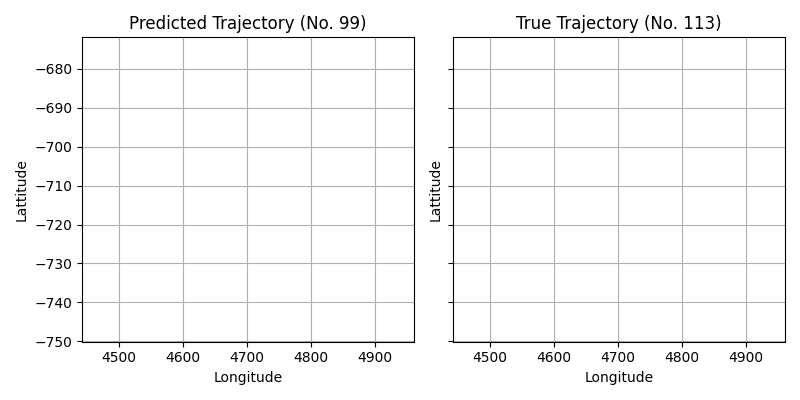 Predicted Trajectory (No. 99)
True Trajectory (No. 113)
−680
−690
−700
−710
−720
−730
−740
−750
Lattitude
Lattitude
4500 4600 4700 4800 4900
4500 4600 4700 4800 4900
Longitude
Longitude